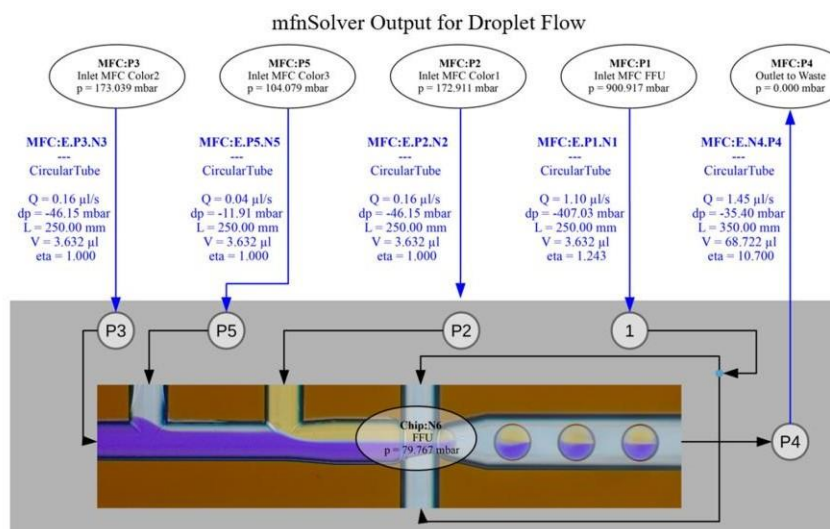 mfnSolver Output for Droplet Flow
MFC:P3
Inlet MFC Color2
p = 173.039 mbar
MFC:P5
Inlet MFC Color3
p = 104.079 mbar
MFC:P2
Inlet MFC Color1
p = 172.911 mbar
MFC:P1
Inlet MFC FFU
p = 900.917 mbar
MFC:P4
Outlet to Waste
p = 0.000 mbar
MFC:E.P3.N3
---
CircularTube
Q = 0.16 µl/s
dp = -46.15 mbar
L = 250.00 mm
V = 3.632 µl
eta = 1.000
MFC:E.P5.N5
---
CircularTube
Q = 0.04 µl/s
dp = -11.91 mbar
L = 250.00 mm
V = 3.632 µl
eta = 1.000
MFC:E.P2.N2
---
CircularTube
Q = 0.16 µl/s
dp = -46.15 mbar
L = 250.00 mm
V = 3.632 µl
eta = 1.000
MFC:E.P1.N1
---
CircularTube
Q = 1.10 µl/s
dp = -407.03 mbar
L = 250.00 mm
V = 3.632 µl
eta = 1.243
MFC:E.N4.P4
---
CircularTube
Q = 1.45 µl/s
dp = -35.40 mbar
L = 350.00 mm
V = 68.722 µl
eta = 10.700
P3
P5
P2
1
Chip:N6
FFU
p = 79.767 mbar
P4